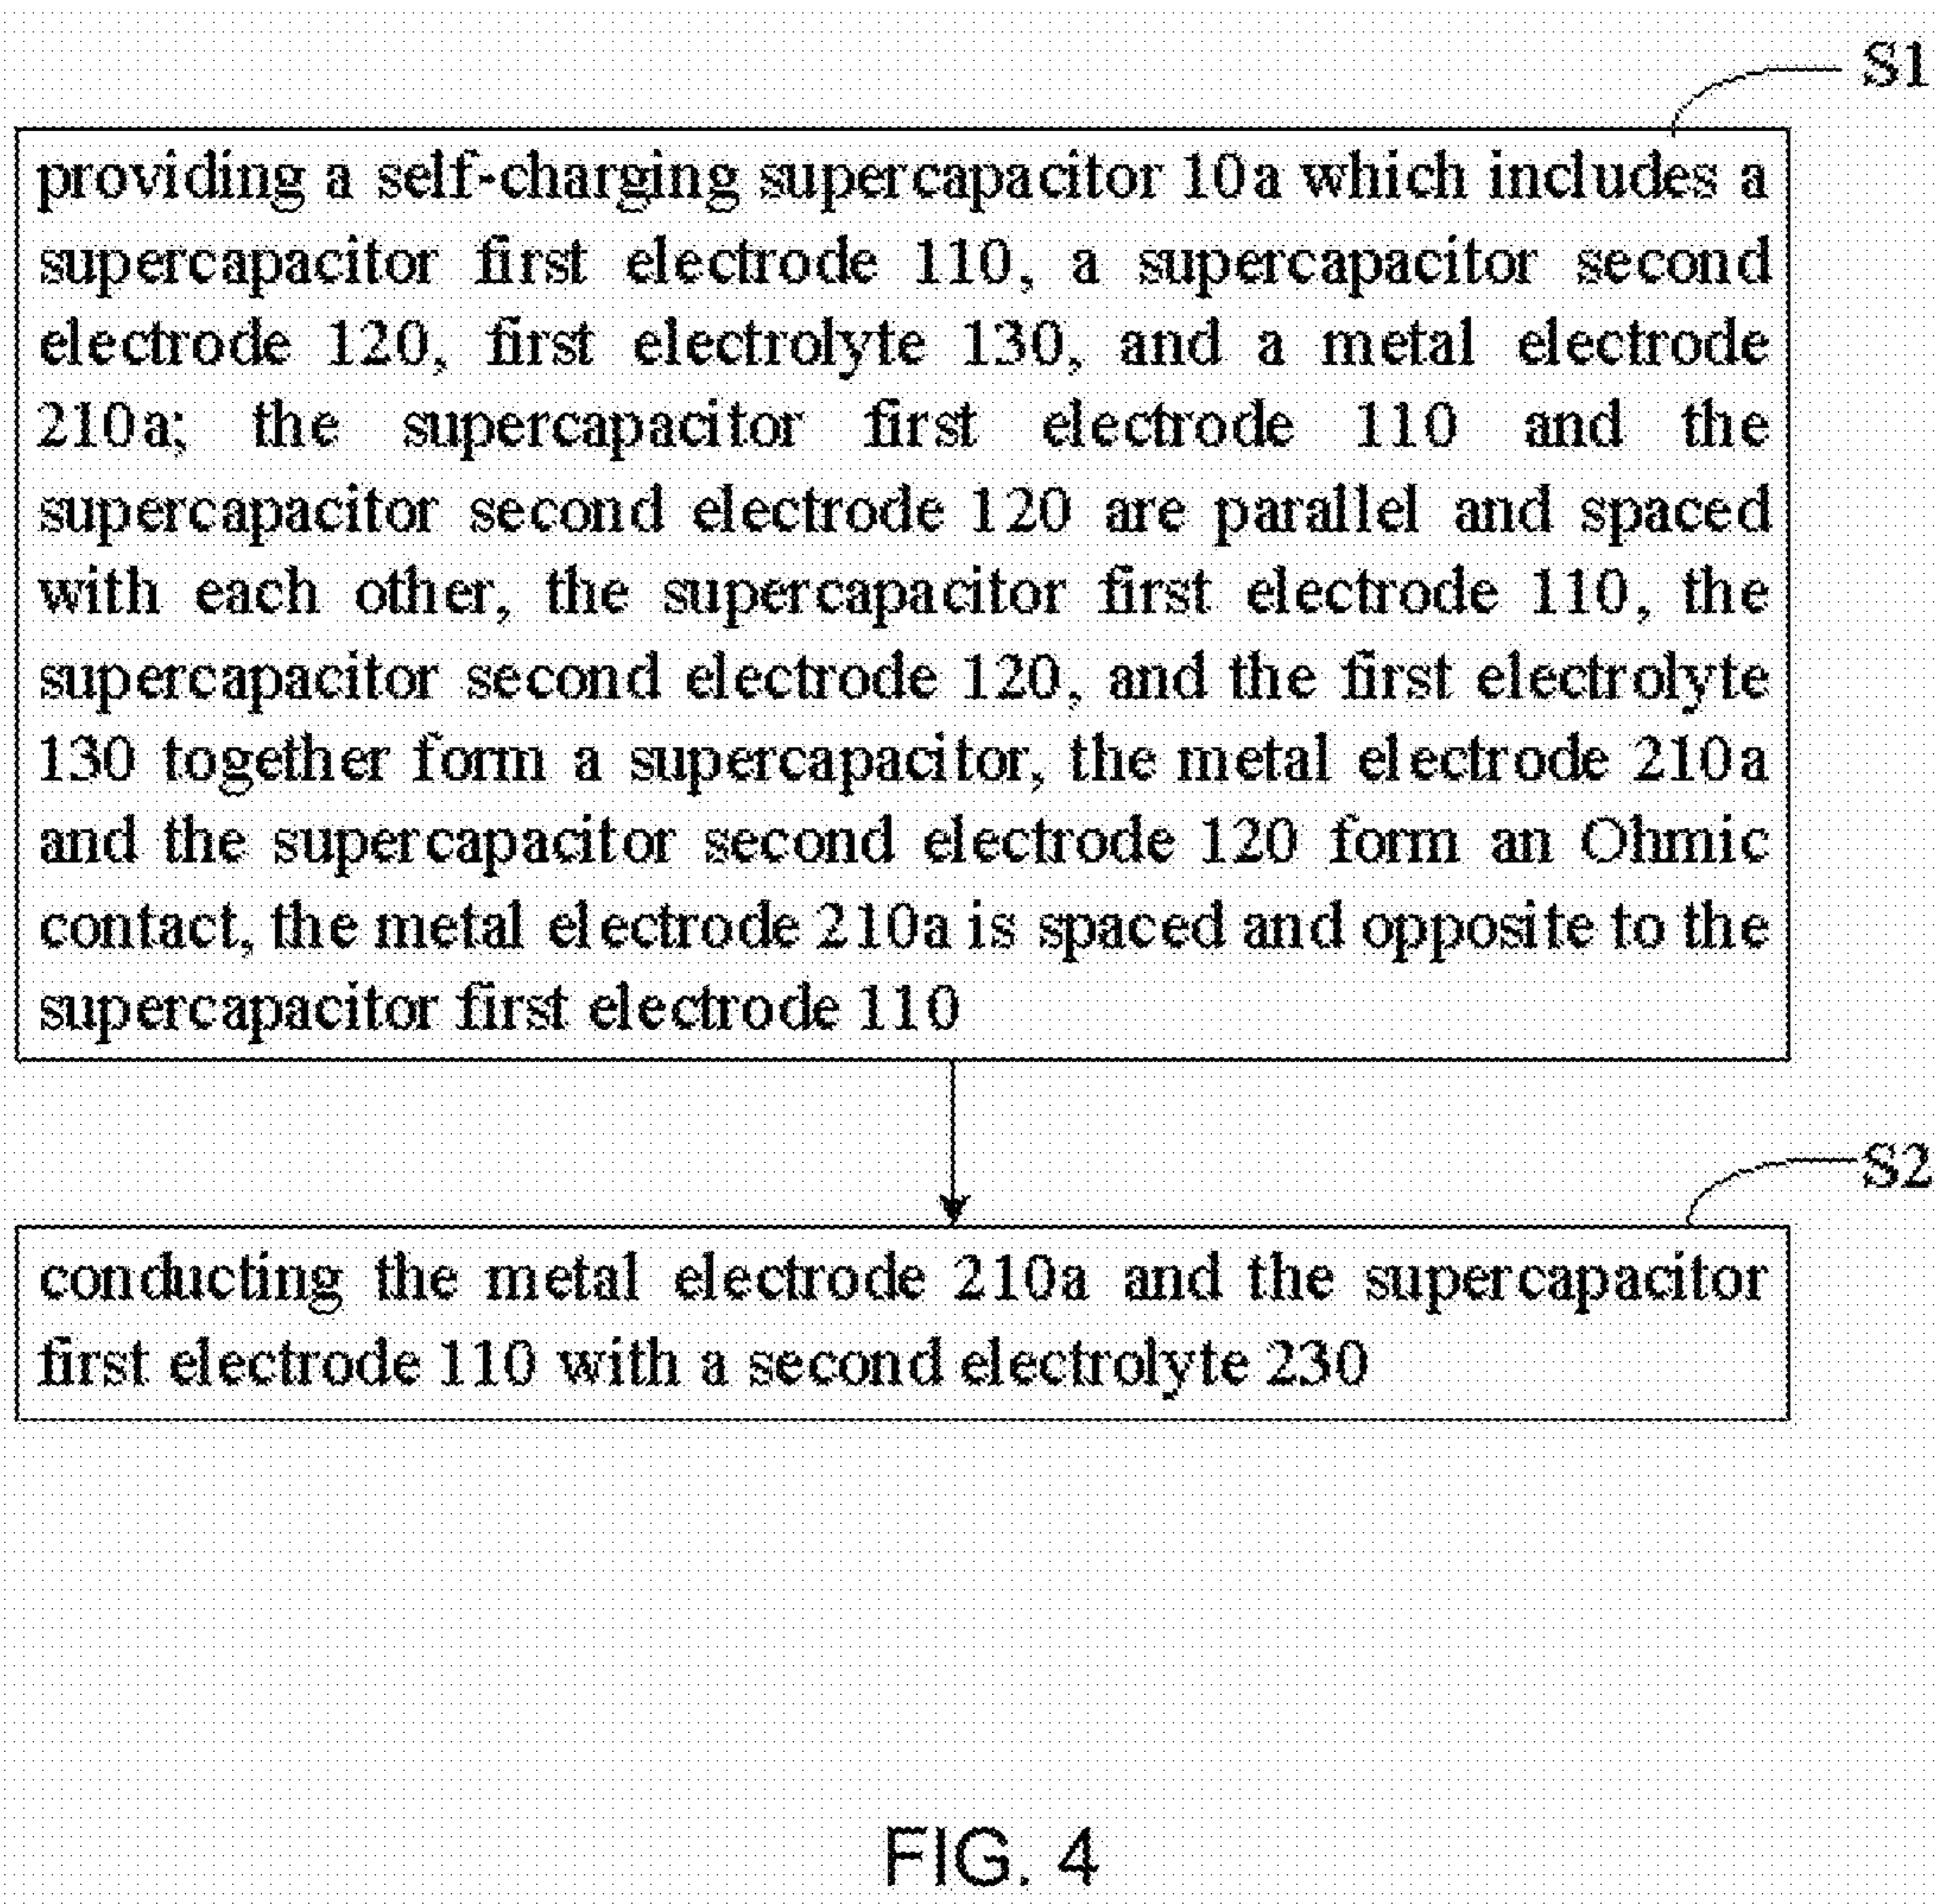 S1
providing a self-charging supercapacitor 10a which includes a
supercapacitor first electrode 110, a supercapacitor second
electrode 120, first electrolyte 130, and a metal electrode
210a; the supercapacitor first electrode 110 and the
supercapacitor second electrode 120 are parallel and spaced
with each other, the supercapacitor first electrode 110, the
supercapacitor second electrode 120, and the first electrolyte
130 together form a supercapacitor, the metal electrode 210a
and the supercapacitor second electrode 120 form an Ohmic
contact, the metal electrode 210a is spaced and opposite to the
supercapacitor first electrode 110
S2
conducting the metal electrode 210a and the supercapacitor
first electrode 110 with a second electrolyte 230
FIG. 4